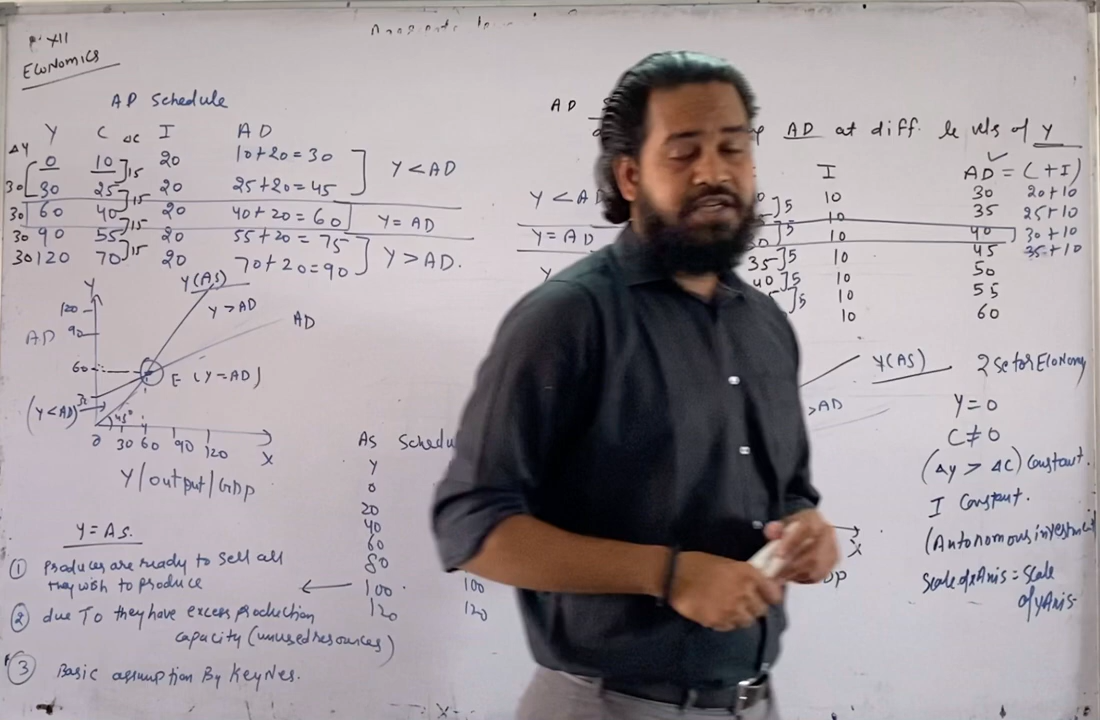 XII
ECONOMICS
AD Schedule
ΔY Y C ΔC I AD
0 10 20 10+20=30
30 15 Y < AD
30 25 20 25+20=45
30 15
60 40 20 40+20=60 Y=AD
30 15
90 55 20 55+20=75
30 15 Y > AD.
120 70 20 70+20=90
Y
120
AD 90
60
(Y<AD)
45°
0 30 60 90 120 X
Y/output/GDP
Y(AS)
Y>AD
AD
E (Y=AD)
Y = AS.
① Produces are ready to sell all
they wish to produce
② due To they have excess production
capacity (unused resources)
③ Basic assumption By KeyNes.
AS Schedu
Y
0
20
40
60
80
100 100
120 120
AD
AD at diff. levels of Y
I AD = C+I)
Y < AD 10 30 20+10
5 10 35 25+10
Y=AD 5 10 40 30+10
Y 35 5 10 45 35+10
40 5 10 50
5 10 55
10 60
Y(AS)
>AD
X
2 Setor Economy
Y=0
C≠0
(ΔY > ΔC) Constant.
I Constant.
(Autonomous investment
Scale of x Axis = Scale
of y Axis